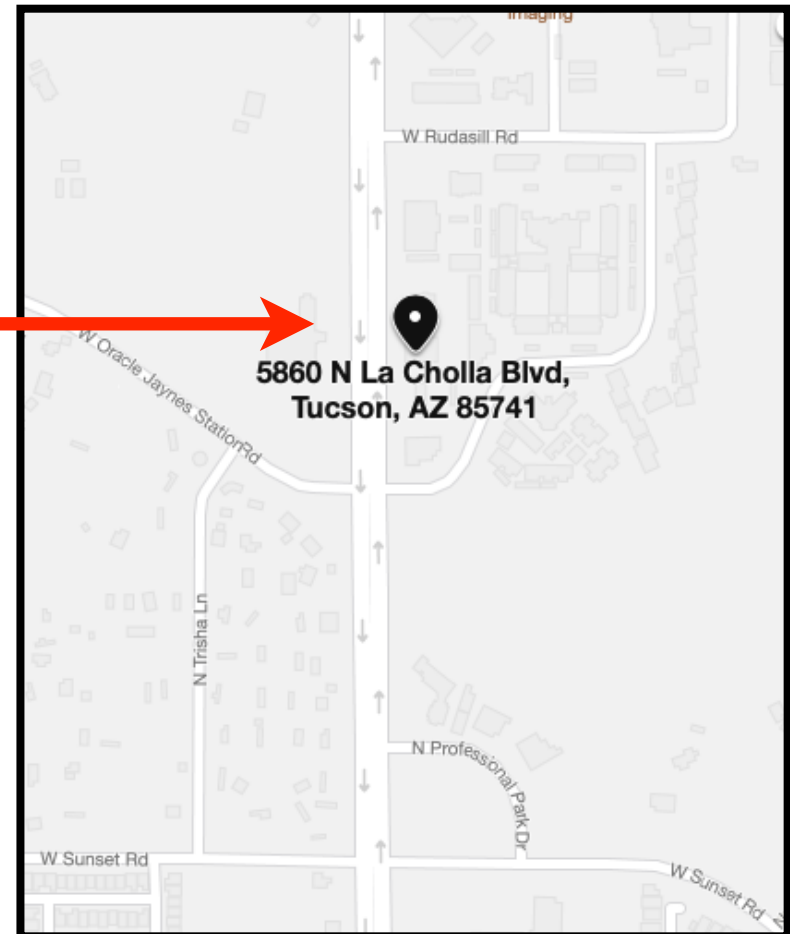 Imaging
W Rudasill Rd
W Oracle Jaynes Station Rd
5860 N La Cholla Blvd,
Tucson, AZ 85741
N Trisha Ln
N Professional Park Dr
W Sunset Rd
W Sunset Rd